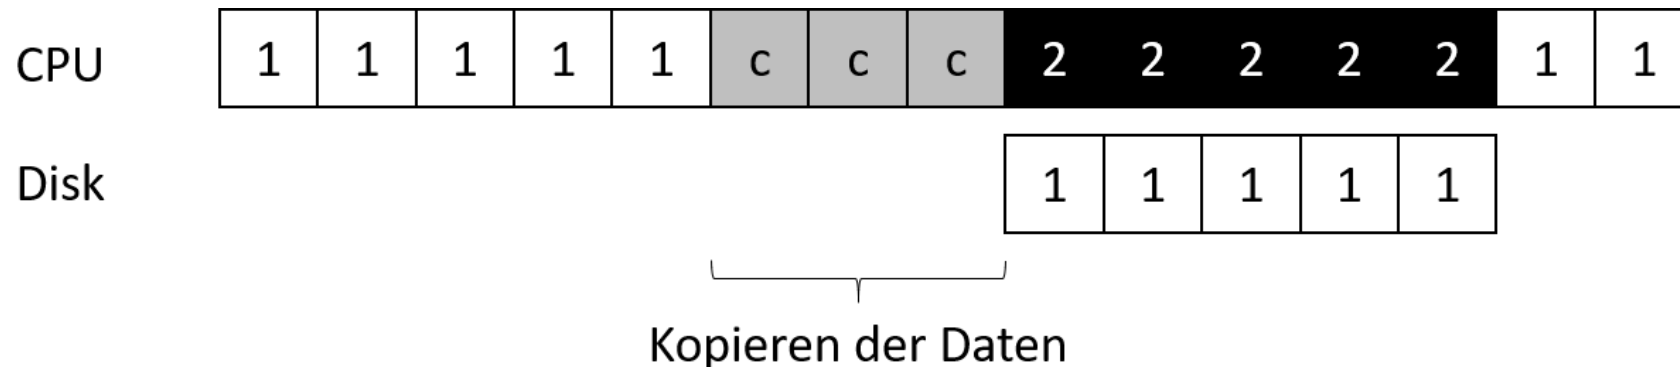 CPU 1 1 1 1 1 c c c 2 2 2 2 2 1 1
Disk 1 1 1 1 1
Kopieren der Daten